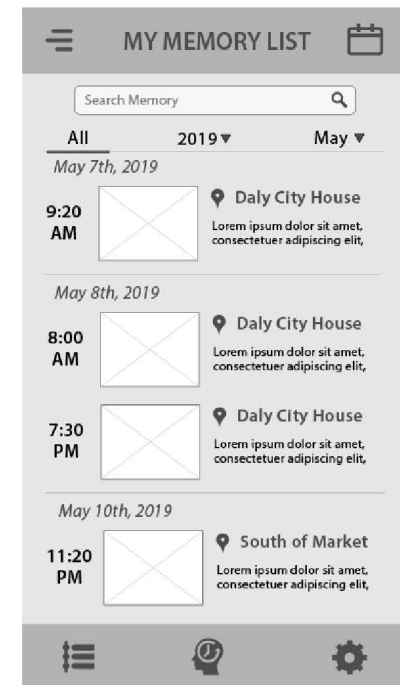 MY MEMORY LIST
Search Memory
All 2019▼ May ▼
May 7th, 2019
9:20
AM
Daly City House
Lorem ipsum dolor sit amet,
consectetuer adipiscing elit,
May 8th, 2019
8:00
AM
Daly City House
Lorem ipsum dolor sit amet,
consectetuer adipiscing elit,
7:30
PM
Daly City House
Lorem ipsum dolor sit amet,
consectetuer adipiscing elit,
May 10th, 2019
11:20
PM
South of Market
Lorem ipsum dolor sit amet,
consectetuer adipiscing elit,